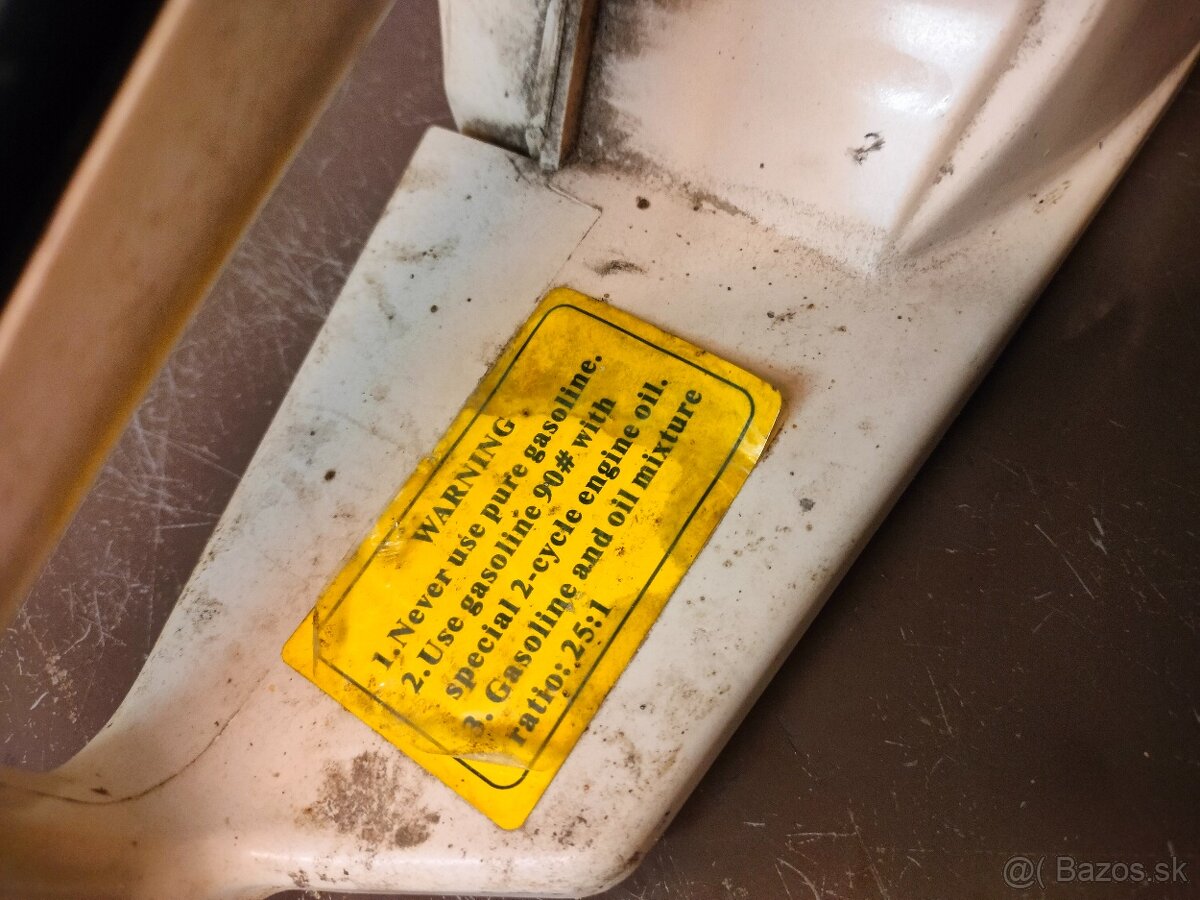 WARNING
1.Never use pure gasoline.
2.Use gasoline 90# with
special 2-cycle engine oil.
3. Gasoline and oil mixture
ratio: 25:1
@( Bazos.sk